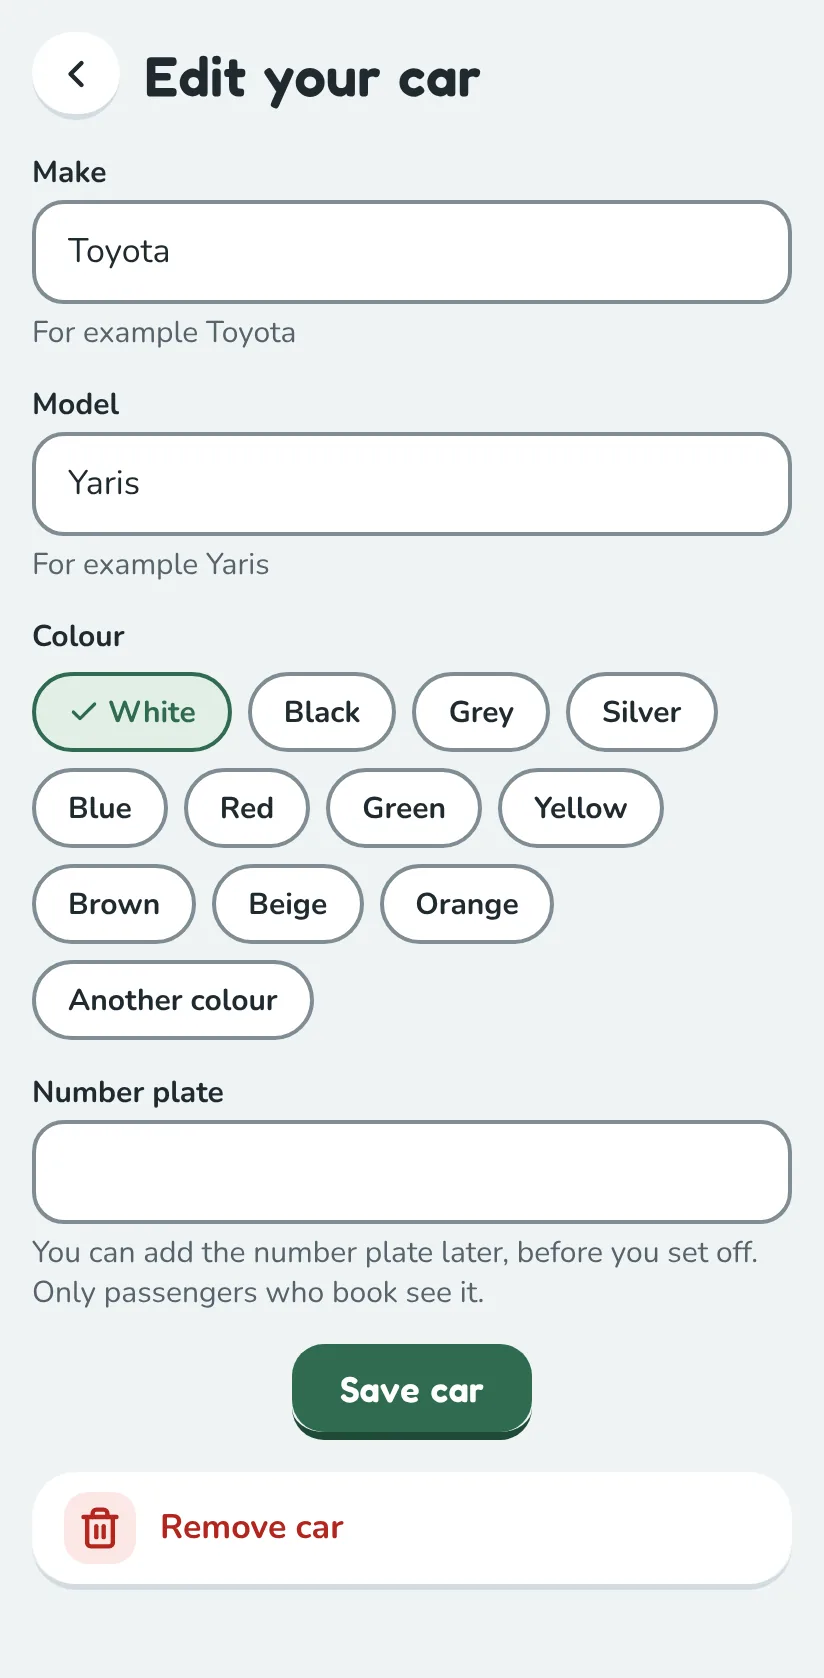 Edit your car
Make
Toyota
For example Toyota
Model
Yaris
For example Yaris
Colour
White Black Grey Silver
Blue Red Green Yellow
Brown Beige Orange
Another colour
Number plate
You can add the number plate later, before you set off.
Only passengers who book see it.
Save car
Remove car